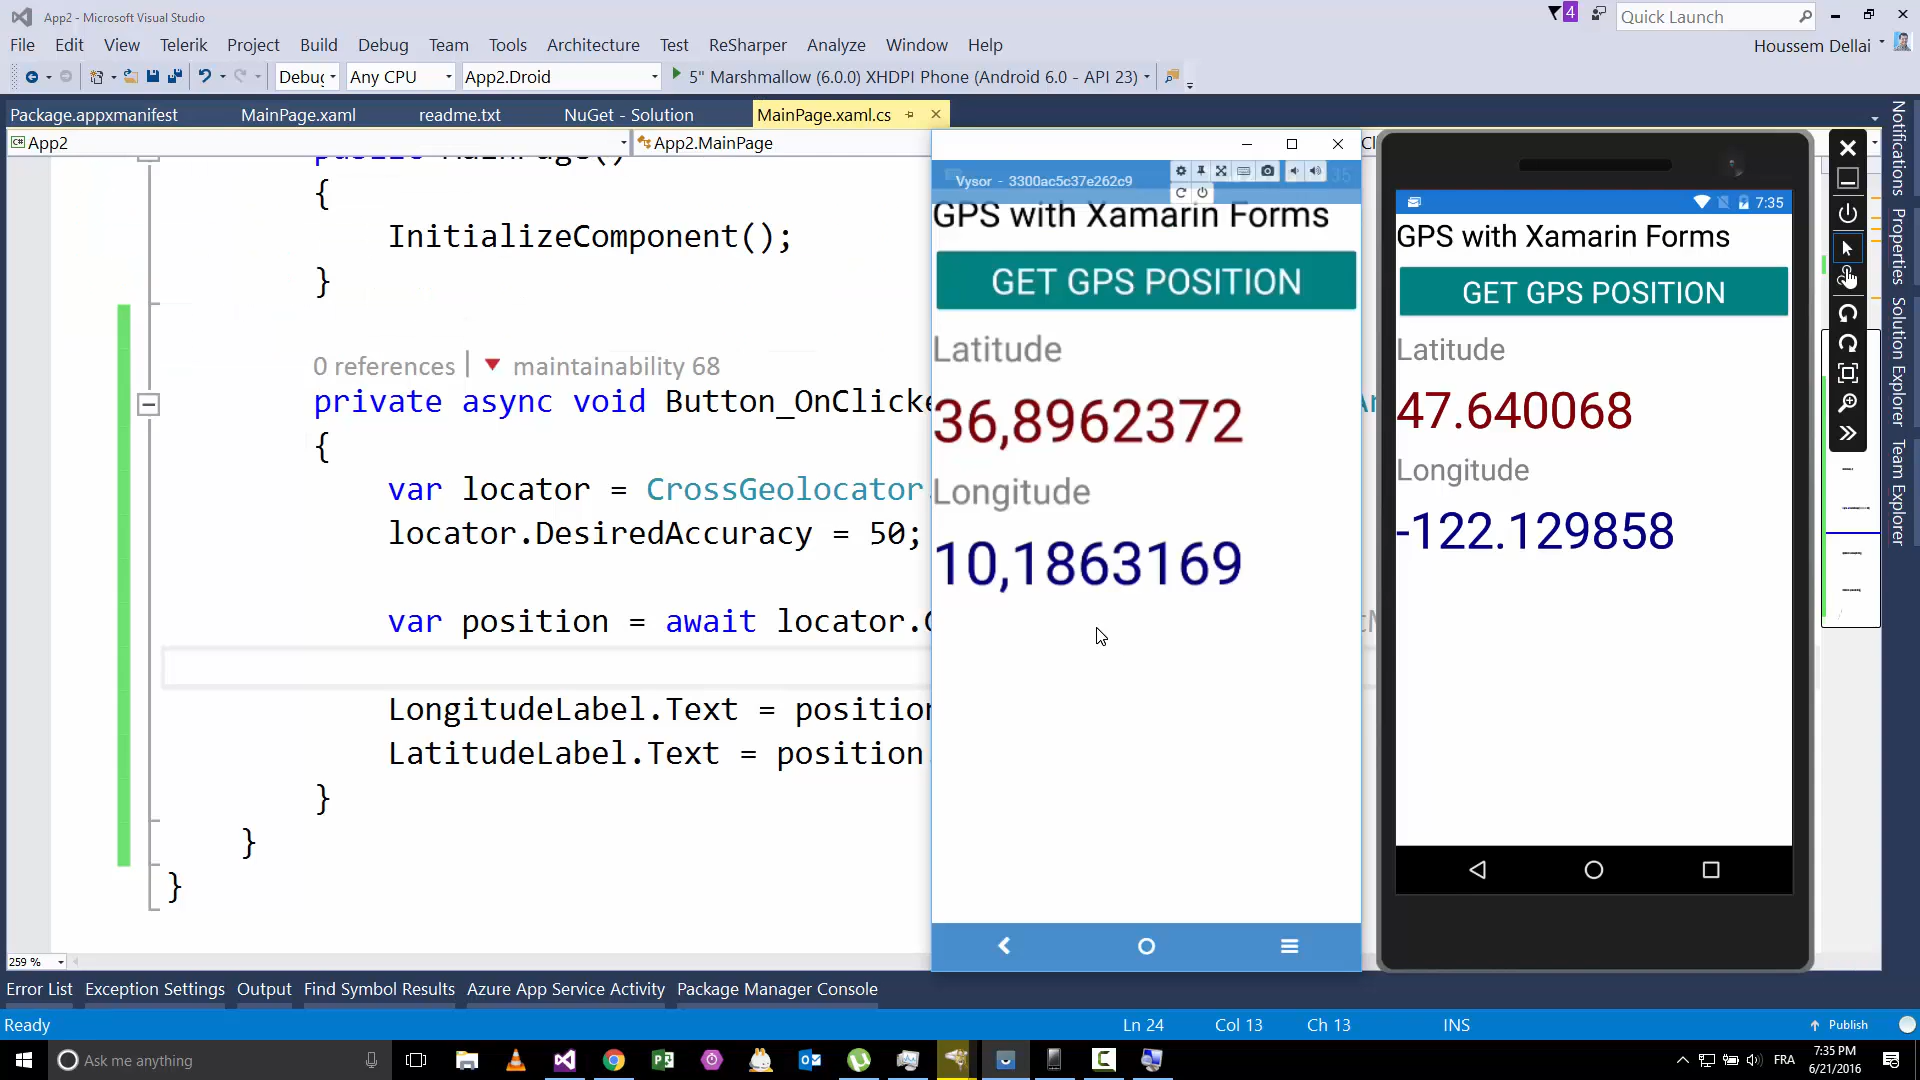 App2 - Microsoft Visual Studio
4
Quick Launch
File Edit View Telerik Project Build Debug Team Tools Architecture Test ReSharper Analyze Window Help
Houssem Dellai
Debug Any CPU App2.Droid 5" Marshmallow (6.0.0) XHDPI Phone (Android 6.0 - API 23)
Package.appxmanifest MainPage.xaml readme.txt NuGet - Solution MainPage.xaml.cs
App2 App2.MainPage
public MainPage()
{
InitializeComponent();
}
0 references | maintainability 68
private async void Button_OnClicke
{
var locator = CrossGeolocator.
locator.DesiredAccuracy = 50;
var position = await locator.
LongitudeLabel.Text = position
LatitudeLabel.Text = position.
}
}
}
Vysor - 3300ac5c37e262c9
GPS with Xamarin Forms
GET GPS POSITION
Latitude
36,8962372
Longitude
10,1863169
7:35
GPS with Xamarin Forms
GET GPS POSITION
Latitude
47.640068
Longitude
-122.129858
Notifications
Properties
Solution Explorer
Team Explorer
259 %
Error List Exception Settings Output Find Symbol Results Azure App Service Activity Package Manager Console
Ready Ln 24 Col 13 Ch 13 INS Publish
Ask me anything
FRA
7:35 PM
6/21/2016